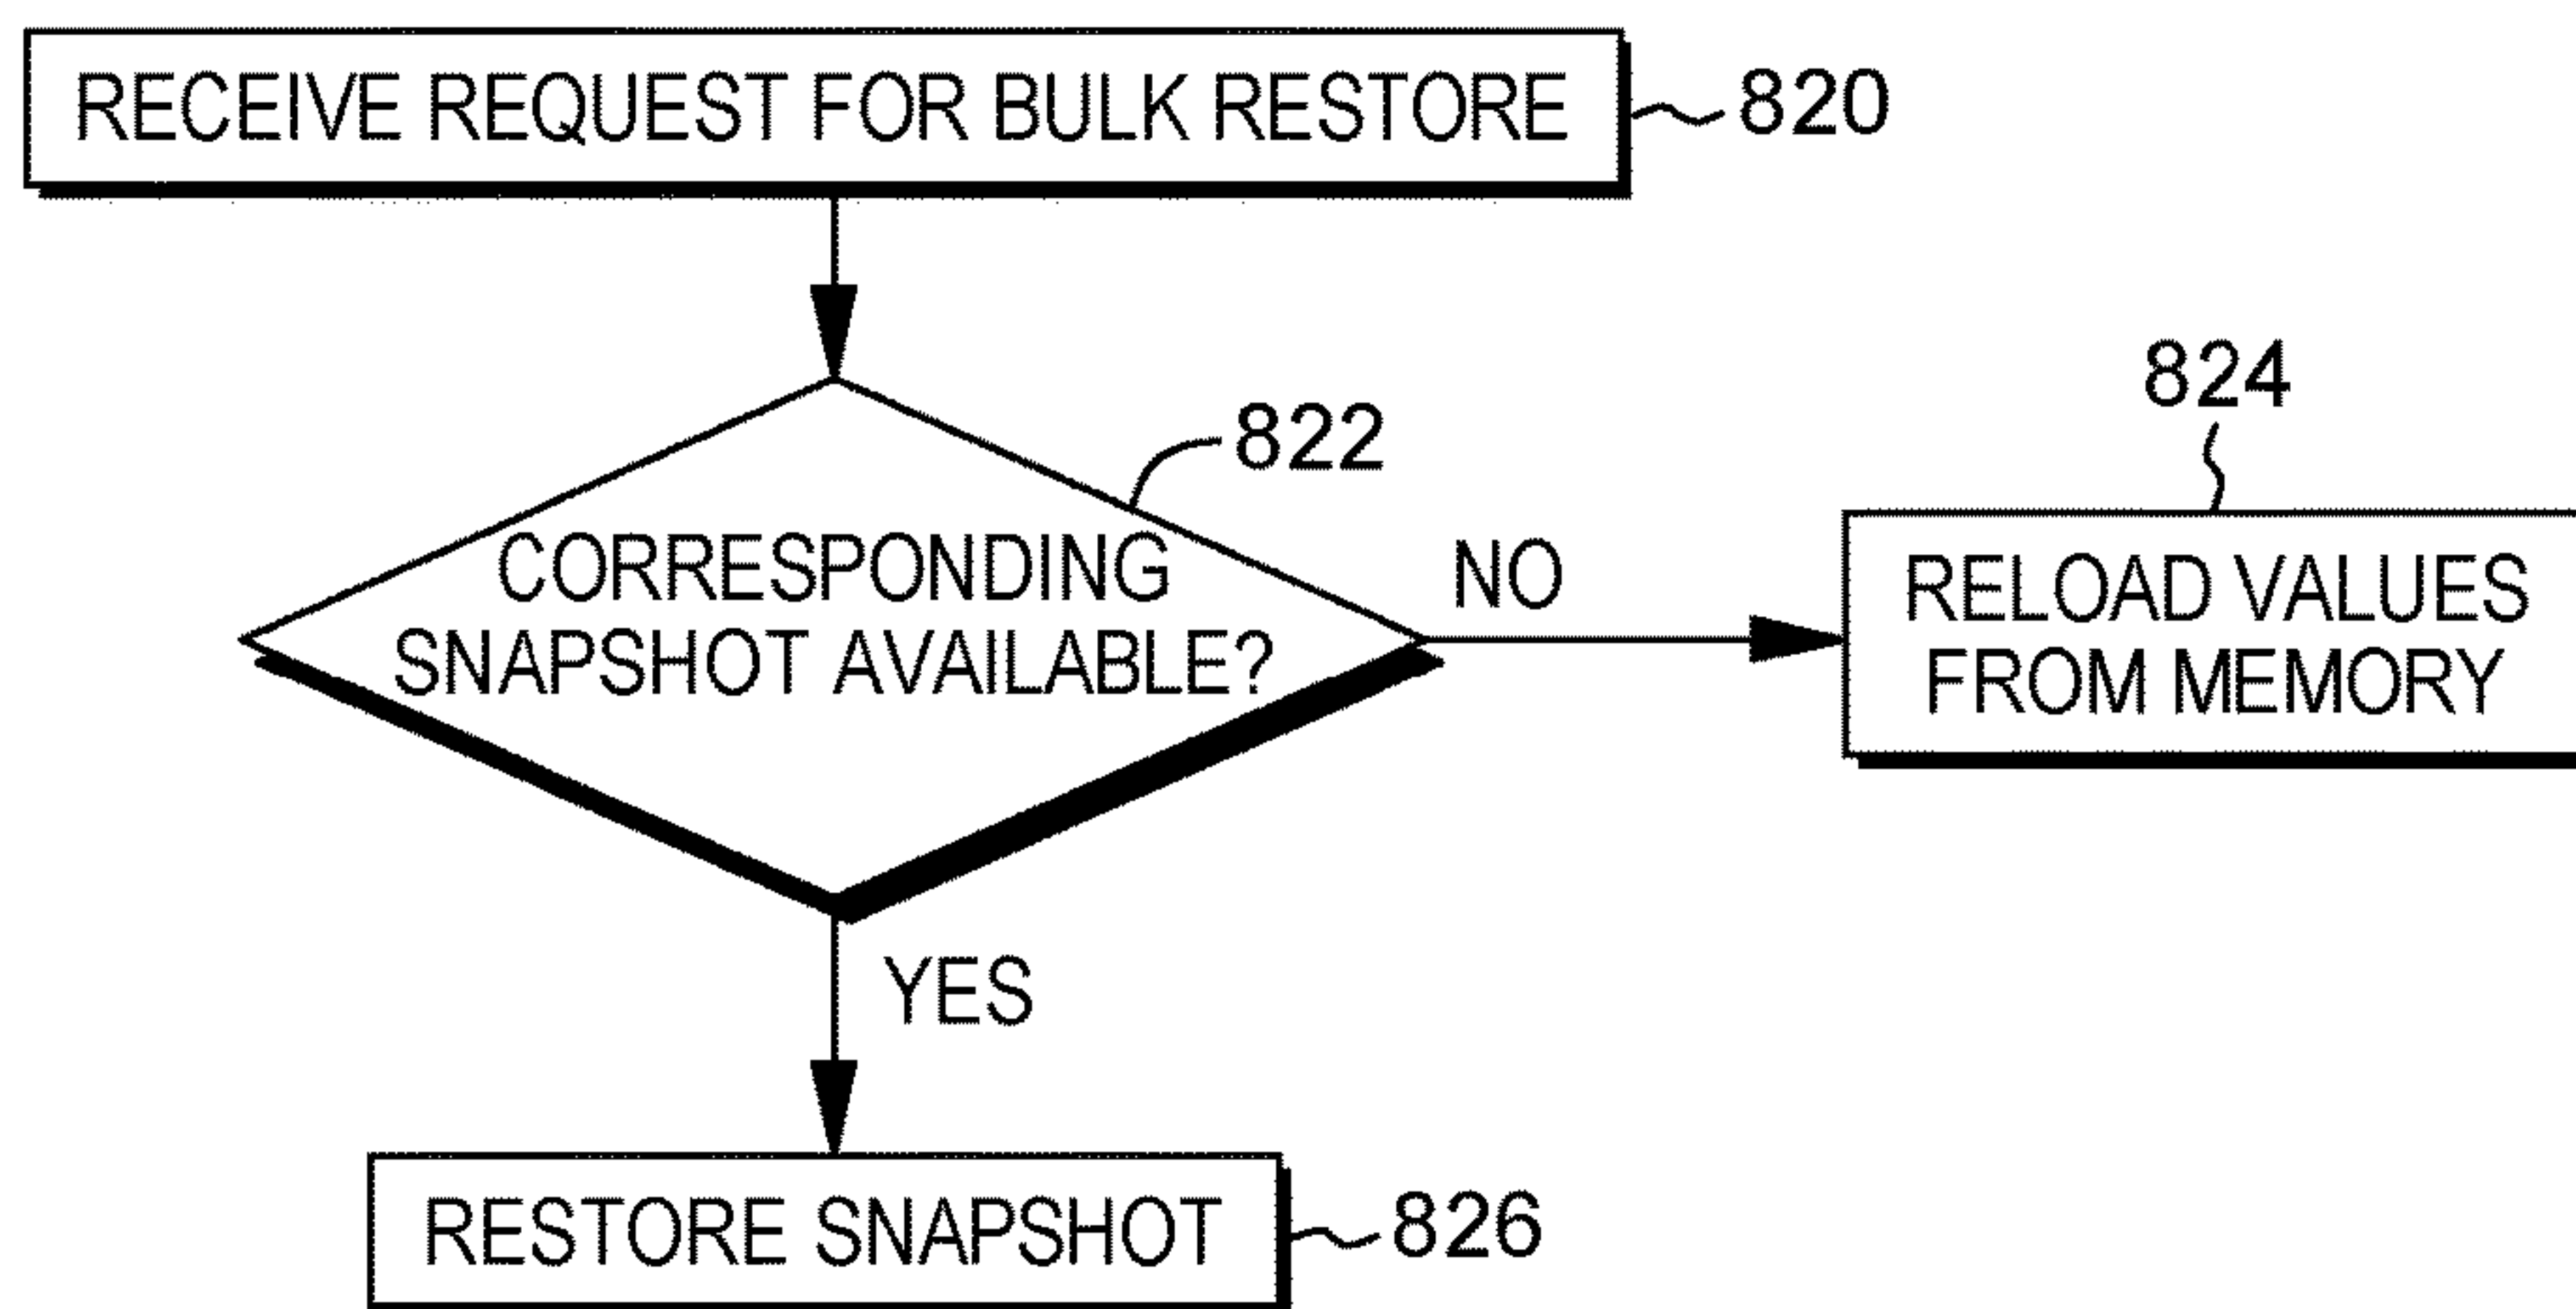 RECEIVE REQUEST FOR BULK RESTORE
820
822
824
CORRESPONDING
SNAPSHOT AVAILABLE?
NO
RELOAD VALUES
FROM MEMORY
YES
RESTORE SNAPSHOT
826